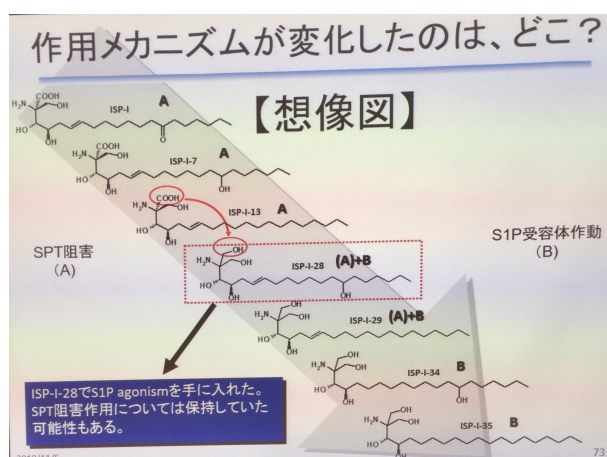 作用メカニズムが変化したのは、どこ？
【想像図】
COOH
H₂N
OH
HO
OH
O
ISP-I
A
COOH
H₂N
OH
HO
OH
OH
ISP-I-7
A
COOH
H₂N
OH
HO
OH
ISP-I-13
A
SPT阻害
(A)
S1P受容体作動
(B)
OH
H₂N
OH
HO
OH
OH
ISP-I-28
(A)+B
OH
H₂N
OH
HO
OH
ISP-I-29
(A)+B
OH
H₂N
OH
HO
OH
OH
ISP-I-34
B
OH
H₂N
OH
HO
OH
ISP-I-35
B
ISP-I-28でS1P agonismを手に入れた。
SPT阻害作用については保持していた
可能性もある。
73